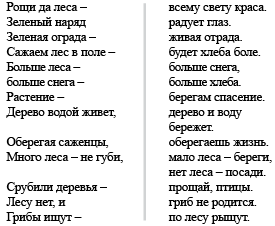 Рощи да леса – всему свету краса.
Зеленый наряд радует глаз.
Зеленая ограда – живая отрада.
Сажаем лес в поле – будет хлеба боле.
Больше леса – больше снега,
больше снега – больше хлеба.
Растение – берегам спасение.
Дерево водой живет, дерево и воду
бережет.
Оберегая саженцы, оберегаешь жизнь.
Много леса – не губи, мало леса – береги,
нет леса – посади.
Срубили деревья – прощай, птицы.
Лесу нет, и гриб не родится.
Грибы ищут – по лесу рыщут.